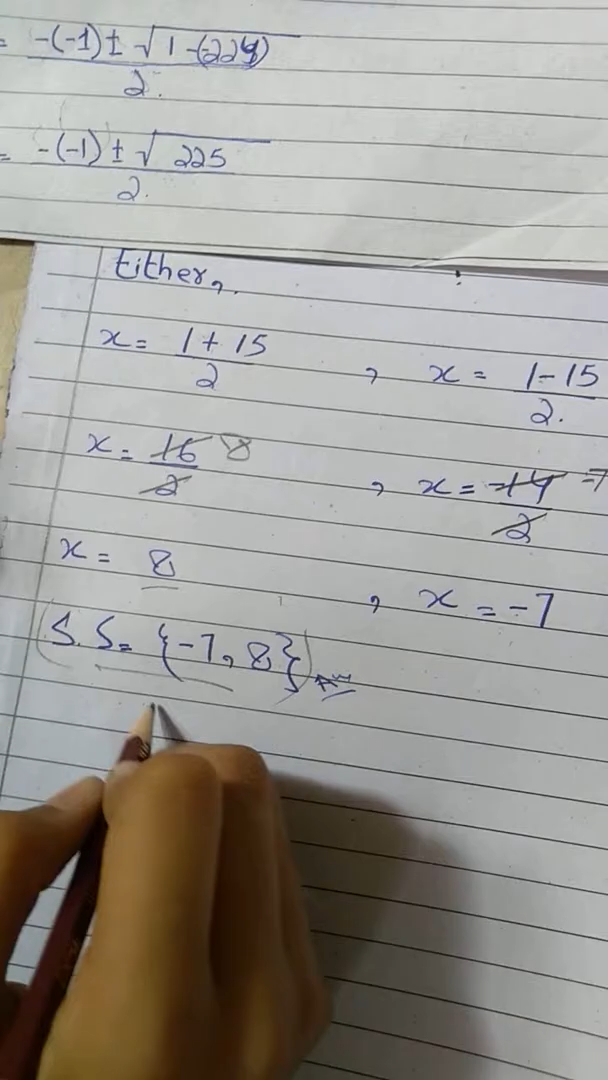 = -(-1) ± √1-(-224) / 2.
= -(-1) ± √225 / 2.
Either,.
x = 1 + 15 / 2 , x = 1 - 15 / 2.
x = 16 / 2 8 , x = -14 / 2 -7
x = 8 , x = -7
S.S = {-7, 8}